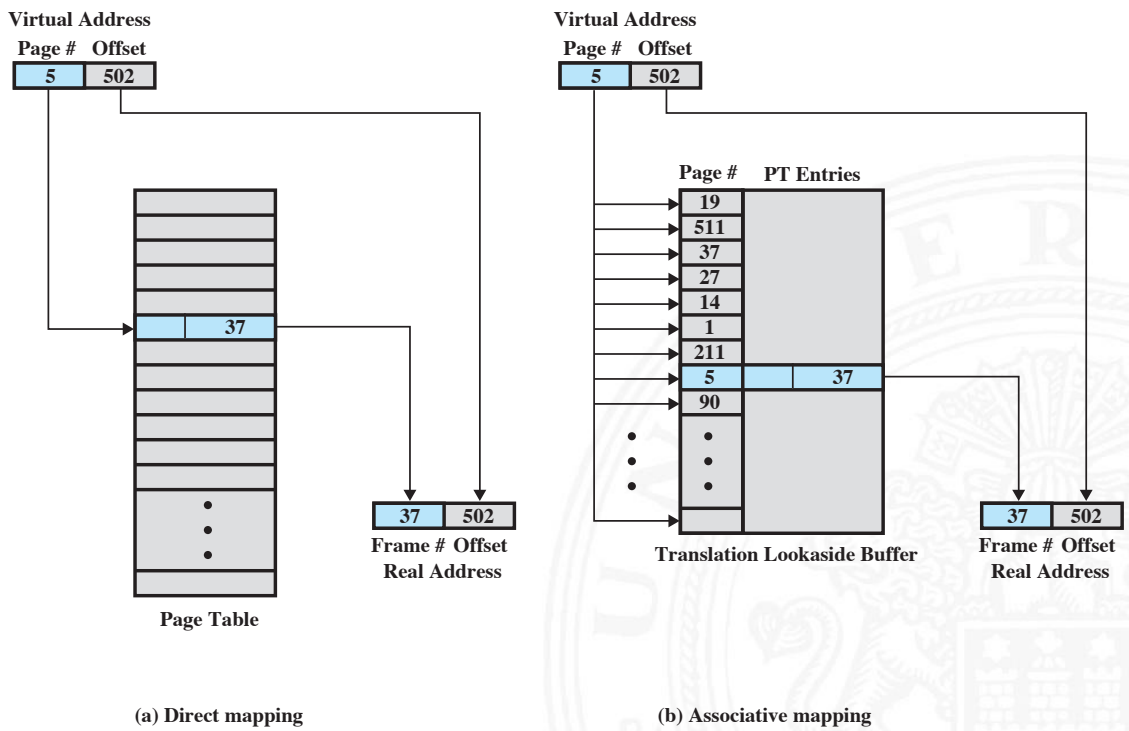 Virtual Address
Page # Offset
5 502
37
37 502
Frame # Offset
Real Address
Page Table
(a) Direct mapping
Virtual Address
Page # Offset
5 502
Page # PT Entries
19
511
37
27
14
1
211
5 37
90
37 502
Frame # Offset
Real Address
Translation Lookaside Buffer
(b) Associative mapping
U N I V E R